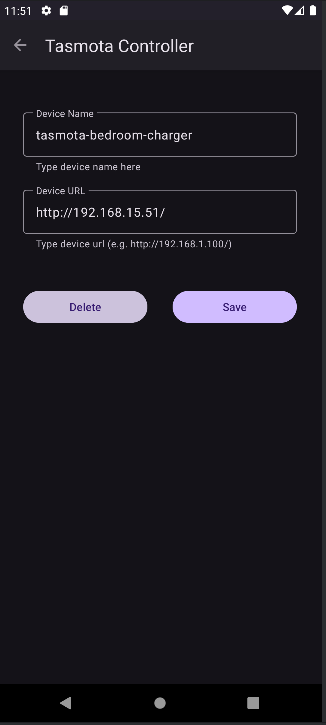 11:51
Tasmota Controller
Device Name
tasmota-bedroom-charger
Type device name here
Device URL
http://192.168.15.51/
Type device url (e.g. http://192.168.1.100/)
Delete
Save